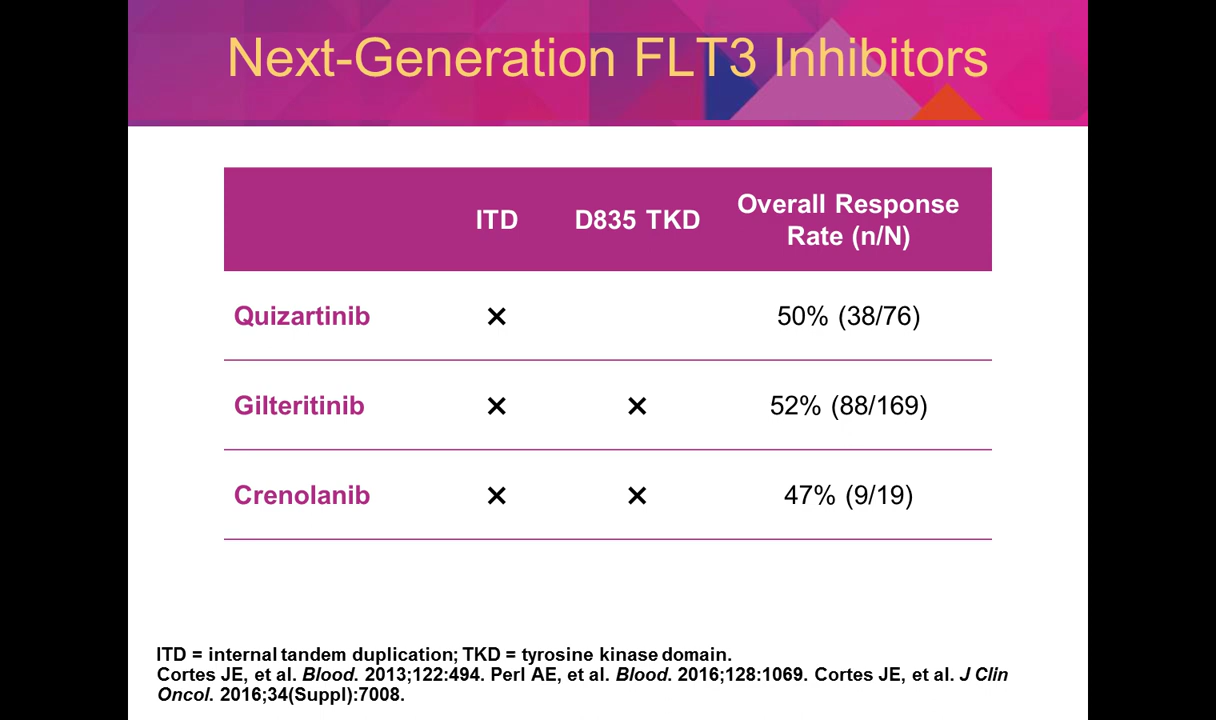 Next-Generation FLT3 Inhibitors
ITD D835 TKD Overall Response Rate (n/N)
Quizartinib ✕ 50% (38/76)
Gilteritinib ✕ ✕ 52% (88/169)
Crenolanib ✕ ✕ 47% (9/19)
ITD = internal tandem duplication; TKD = tyrosine kinase domain.
Cortes JE, et al. Blood. 2013;122:494. Perl AE, et al. Blood. 2016;128:1069. Cortes JE, et al. J Clin
Oncol. 2016;34(Suppl):7008.